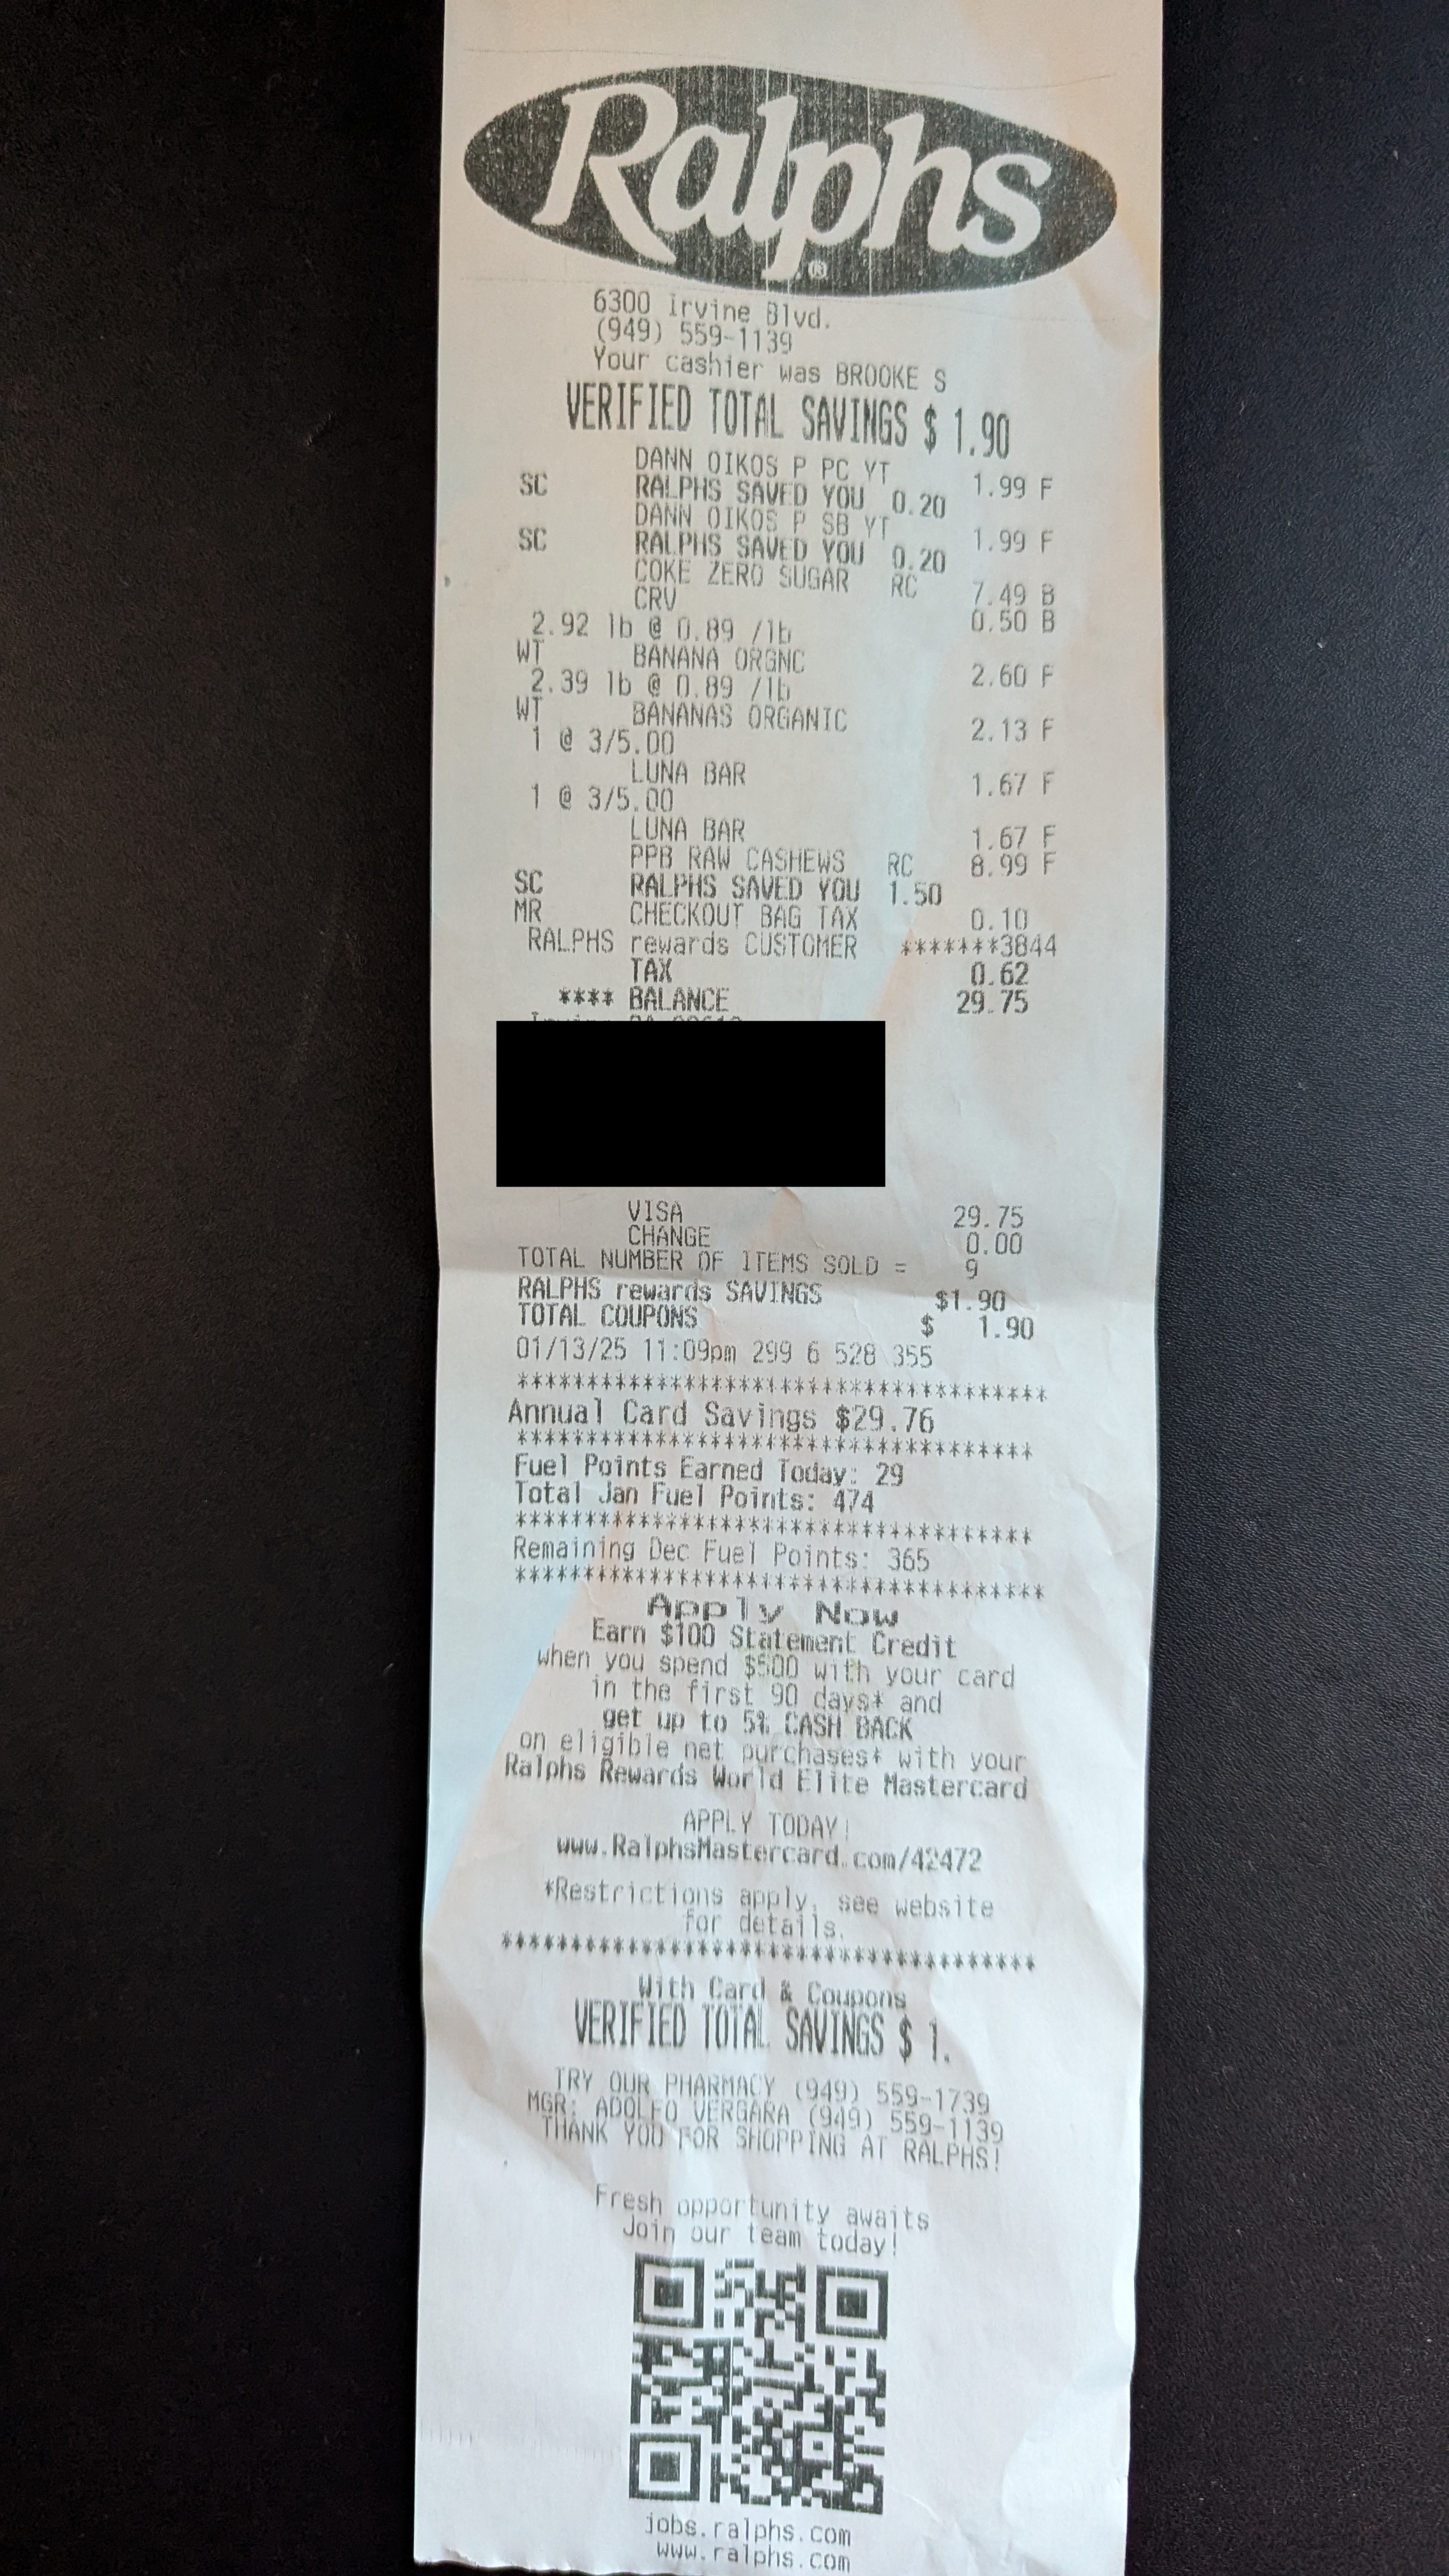 Ralphs®
6300 Irvine Blvd.
(949) 559-1139
Your cashier was BROOKE S
VERIFIED TOTAL SAVINGS $ 1.90
DANN OIKOS P PC YT 1.99 F
SC RALPHS SAVED YOU 0.20
DANN OIKOS P SB YT 1.99 F
SC RALPHS SAVED YOU 0.20
COKE ZERO SUGAR RC 7.49 B
CRV 0.50 B
2.92 lb @ 0.89 /lb
WT BANANA ORGNC 2.60 F
2.39 lb @ 0.89 /lb
WT BANANAS ORGANIC 2.13 F
1 @ 3/5.00
LUNA BAR 1.67 F
1 @ 3/5.00
LUNA BAR 1.67 F
PPB RAW CASHEWS RC 8.99 F
SC RALPHS SAVED YOU 1.50
MR CHECKOUT BAG TAX 0.10
RALPHS rewards CUSTOMER *******3844
TAX 0.62
**** BALANCE 29.75
VISA 29.75
CHANGE 0.00
TOTAL NUMBER OF ITEMS SOLD = 9
RALPHS rewards SAVINGS $1.90
TOTAL COUPONS $ 1.90
01/13/25 11:09pm 299 6 528 355
**************************************
Annual Card Savings $29.76
*************************************
Fuel Points Earned Today: 29
Total Jan Fuel Points: 474
*************************************
Remaining Dec Fuel Points: 365
**************************************
Apply Now
Earn $100 Statement Credit
when you spend $500 with your card
in the first 90 days* and
get up to 5% CASH BACK
on eligible net purchases* with your
Ralphs Rewards World Elite Mastercard
APPLY TODAY!
www.RalphsMastercard.com/42472
*Restrictions apply, see website
for details.
**************************************
With Card & Coupons
VERIFIED TOTAL SAVINGS $ 1.
TRY OUR PHARMACY (949) 559-1739
MGR: ADOLFO VERGARA (949) 559-1139
THANK YOU FOR SHOPPING AT RALPHS!
Fresh opportunity awaits
Join our team today!
jobs.ralphs.com
www.ralphs.com